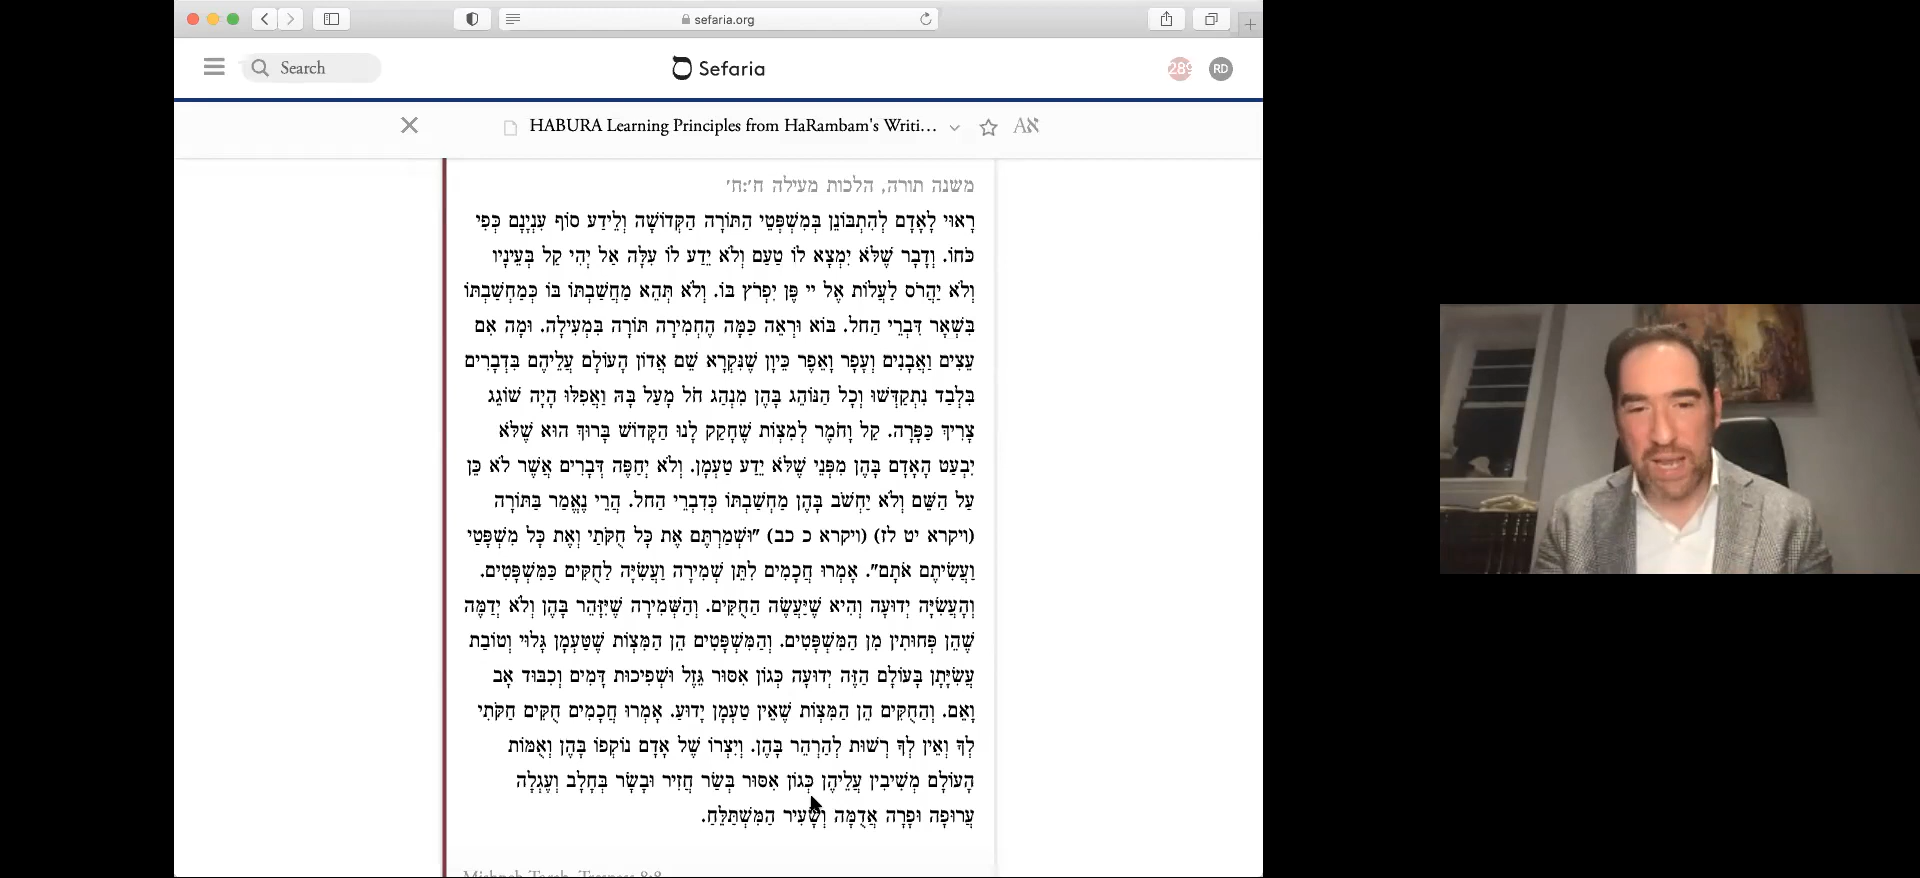 sefaria.org
Search
Sefaria
289
RD
HABURA Learning Principles from HaRambam's Writi…
משנה תורה, הלכות מעילה ח׳:ח׳
רָאוּי לָאָדָם לְהִתְבּוֹנֵן בְּמִשְׁפְּטֵי הַתּוֹרָה הַקְּדוֹשָׁה וְלֵידַע סוֹף עִנְיָנָם כְּפִי
כֹּחוֹ. וְדָבָר שֶׁלֹּא יִמְצָא לוֹ טַעַם וְלֹא יֵדַע לוֹ עִלָּה אַל יְהִי קַל בְּעֵינָיו
וְלֹא יַהֲרֹס לַעֲלוֹת אֶל יי פֶּן יִפְרֹץ בּוֹ. וְלֹא תְּהֵא מַחֲשַׁבְתּוֹ בּוֹ כְּמַחְשַׁבְתּוֹ
בִּשְׁאָר דִּבְרֵי הַחל. בּוֹא וּרְאֵה כַּמָּה הֶחְמִירָה תּוֹרָה בִּמְעִילָה. וּמָה אִם
עֵצִים וַאֲבָנִים וְעָפָר וָאֵפֶר כֵּיוָן שֶׁנִּקְרָא שֵׁם אֲדוֹן הָעוֹלָם עֲלֵיהֶם בִּדְבָרִים
בִּלְבַד נִתְקַדְּשׁוּ וְכָל הַנּוֹהֵג בָּהֶן מִנְהַג חֹל מָעַל בָּהּ וַאֲפִלּוּ הָיָה שׁוֹגֵג
צָרִיךְ כַּפָּרָה. קַל וָחֹמֶר לְמִצְוֹת שֶׁחָקַק לָנוּ הַקָּדוֹשׁ בָּרוּךְ הוּא שֶׁלֹּא
יִבְעַט הָאָדָם בָּהֶן מִפְּנֵי שֶׁלֹּא יֵדַע טַעְמָן. וְלֹא יְחַפֶּה דְּבָרִים אֲשֶׁר לֹא כֵן
עַל הַשֵּׁם וְלֹא יַחְשֹׁב בָּהֶן מַחְשַׁבְתּוֹ כְּדִבְרֵי הַחל. הֲרֵי נֶאֱמַר בַּתּוֹרָה
(ויקרא יט לז) (ויקרא כ כב) "וּשְׁמַרְתֶּם אֶת כָּל חֻקֹּתַי וְאֶת כָּל מִשְׁפָּטַי
וַעֲשִׂיתֶם אֹתָם". אָמְרוּ חֲכָמִים לִתֵּן שְׁמִירָה וַעֲשִׂיָּה לַחֻקִּים כַּמִּשְׁפָּטִים.
וְהָעֲשִׂיָּה יְדוּעָה וְהִיא שֶׁיַּעֲשֶׂה הַחֻקִּים. וְהַשְּׁמִירָה שֶׁיִּזָּהֵר בָּהֶן וְלֹא יְדַמֶּה
שֶׁהֵן פְּחוּתִין מִן הַמִּשְׁפָּטִים. וְהַמִּשְׁפָּטִים הֵן הַמִּצְוֹת שֶׁטַּעְמָן גָּלוּי וְטוֹבַת
עֲשִׂיָּתָן בָּעוֹלָם הַזֶּה יְדוּעָה כְּגוֹן אִסּוּר גֵּזֶל וּשְׁפִיכוּת דָּמִים וְכִבּוּד אָב
וָאֵם. וְהַחֻקִּים הֵן הַמִּצְוֹת שֶׁאֵין טַעְמָן יָדוּעַ. אָמְרוּ חֲכָמִים חֻקִּים חַקֹּתִי
לְךָ וְאֵין לְךָ רְשׁוּת לְהַרְהֵר בָּהֶן. וְיִצְרוֹ שֶׁל אָדָם נוֹקְפוֹ בָּהֶן וְאֻמּוֹת
הָעוֹלָם מְשִׁיבִין עֲלֵיהֶן כְּגוֹן אִסּוּר בְּשַׂר חֲזִיר וּבָשָׂר בְּחָלָב וְעֶגְלָה
עֲרוּפָה וּפָרָה אֲדֻמָּה וְשָׂעִיר הַמִּשְׁתַּלֵּחַ.